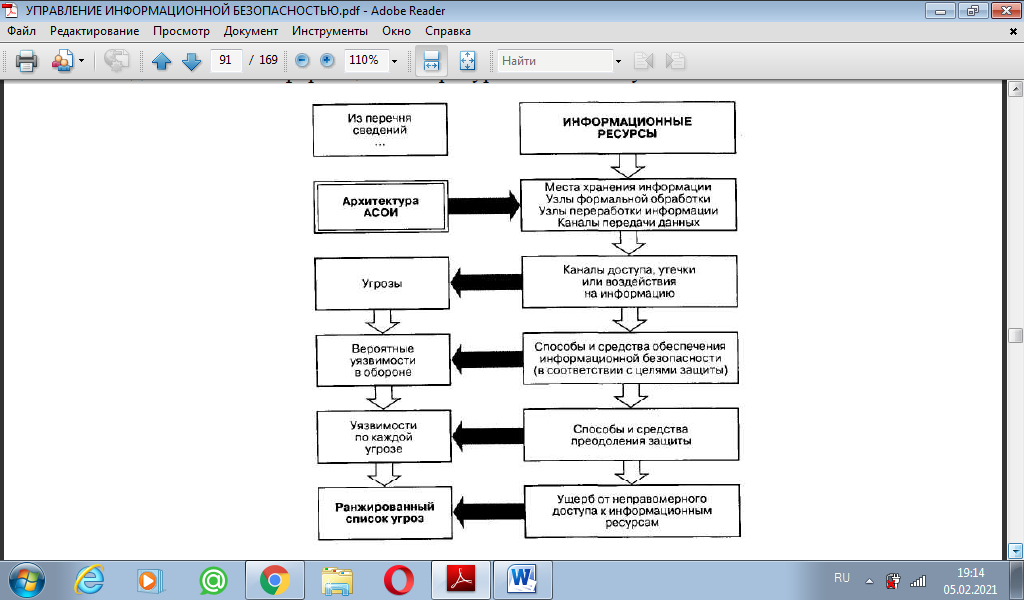 УПРАВЛЕНИЕ ИНФОРМАЦИОННОЙ БЕЗОПАСНОСТЬЮ.pdf - Adobe Reader
Файл Редактирование Просмотр Документ Инструменты Окно Справка
91 / 169 110% Найти
Из перечня
сведений
...
ИНФОРМАЦИОННЫЕ
РЕСУРСЫ
Архитектура
АСОИ
Места хранения информации
Узлы формальной обработки
Узлы переработки информации
Каналы передачи данных
Угрозы
Каналы доступа, утечки
или воздействия
на информацию
Вероятные
уязвимости
в обороне
Способы и средства обеспечения
информационной безопасности
(в соответствии с целями защиты)
Уязвимости
по каждой
угрозе
Способы и средства
преодоления защиты
Ранжированный
список угроз
Ущерб от неправомерного
доступа к информационным
ресурсам
RU
19:14
05.02.2021